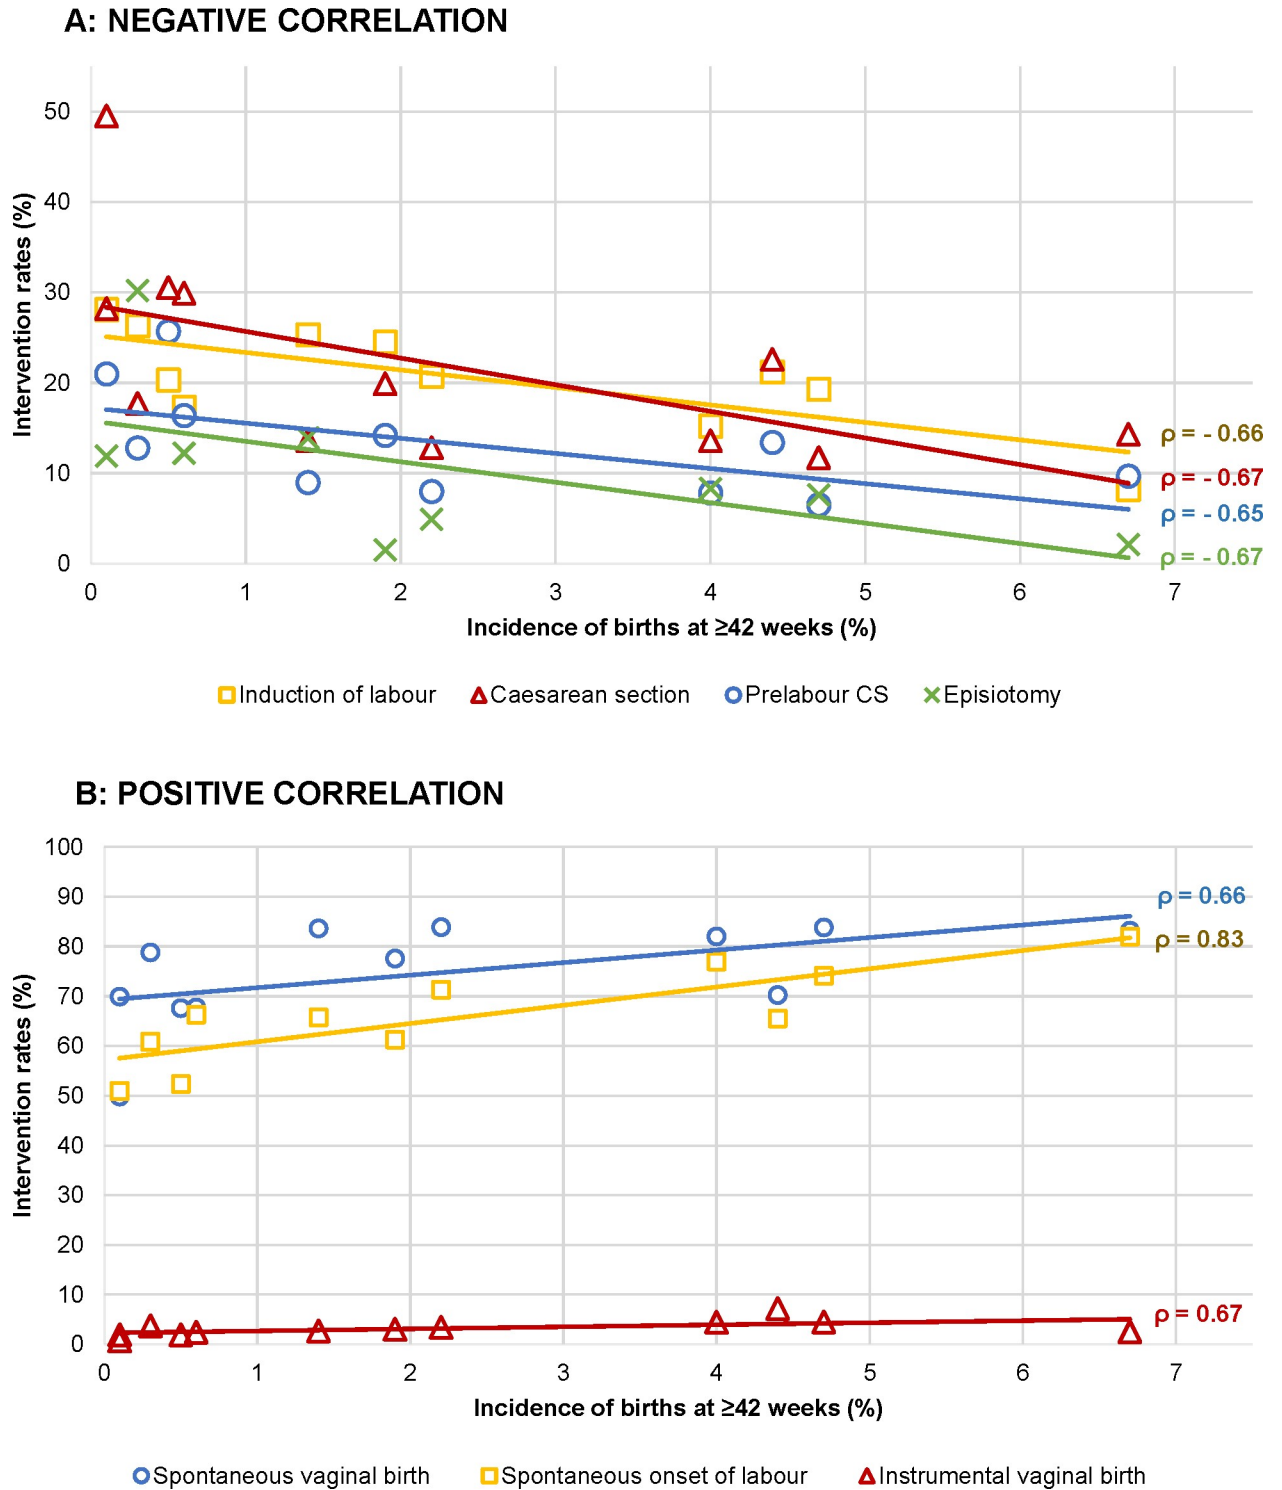 A: NEGATIVE CORRELATION
50
40
30
20
10
0
Intervention rates (%)
ρ = - 0.66
ρ = - 0.67
ρ = - 0.65
ρ = - 0.67
0 1 2 3 4 5 6 7
Incidence of births at ≥42 weeks (%)
Induction of labour Caesarean section Prelabour CS Episiotomy
B: POSITIVE CORRELATION
100
90
80
70
60
50
40
30
20
10
0
Intervention rates (%)
ρ = 0.66
ρ = 0.83
ρ = 0.67
0 1 2 3 4 5 6 7
Incidence of births at ≥42 weeks (%)
Spontaneous vaginal birth Spontaneous onset of labour Instrumental vaginal birth